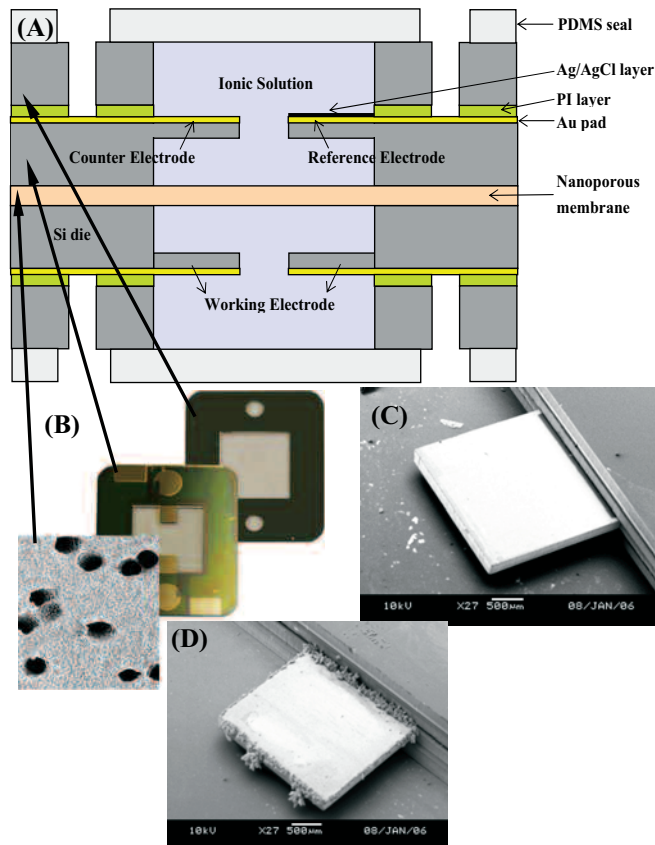 (A)
PDMS seal
Ag/AgCl layer
Ionic Solution
PI layer
Au pad
Counter Electrode
Reference Electrode
Nanoporous
membrane
Si die
Working Electrode
(B)
(C)
10kV X27 500µm 08/JAN/06
(D)
10kV X27 500µm 08/JAN/06